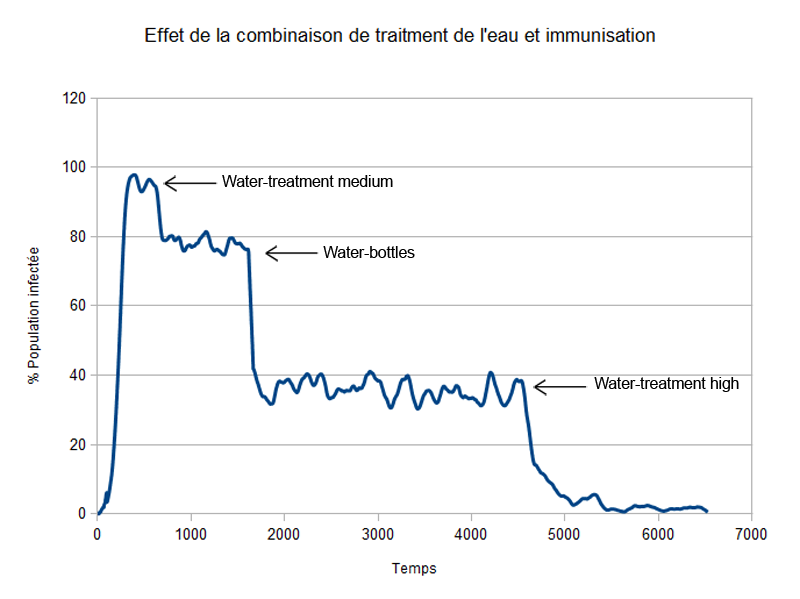 Effet de la combinaison de traitment de l'eau et immunisation
120
100
80
60
40
20
0
% Population infectée
Water-treatment medium
Water-bottles
Water-treatment high
0 1000 2000 3000 4000 5000 6000 7000
Temps